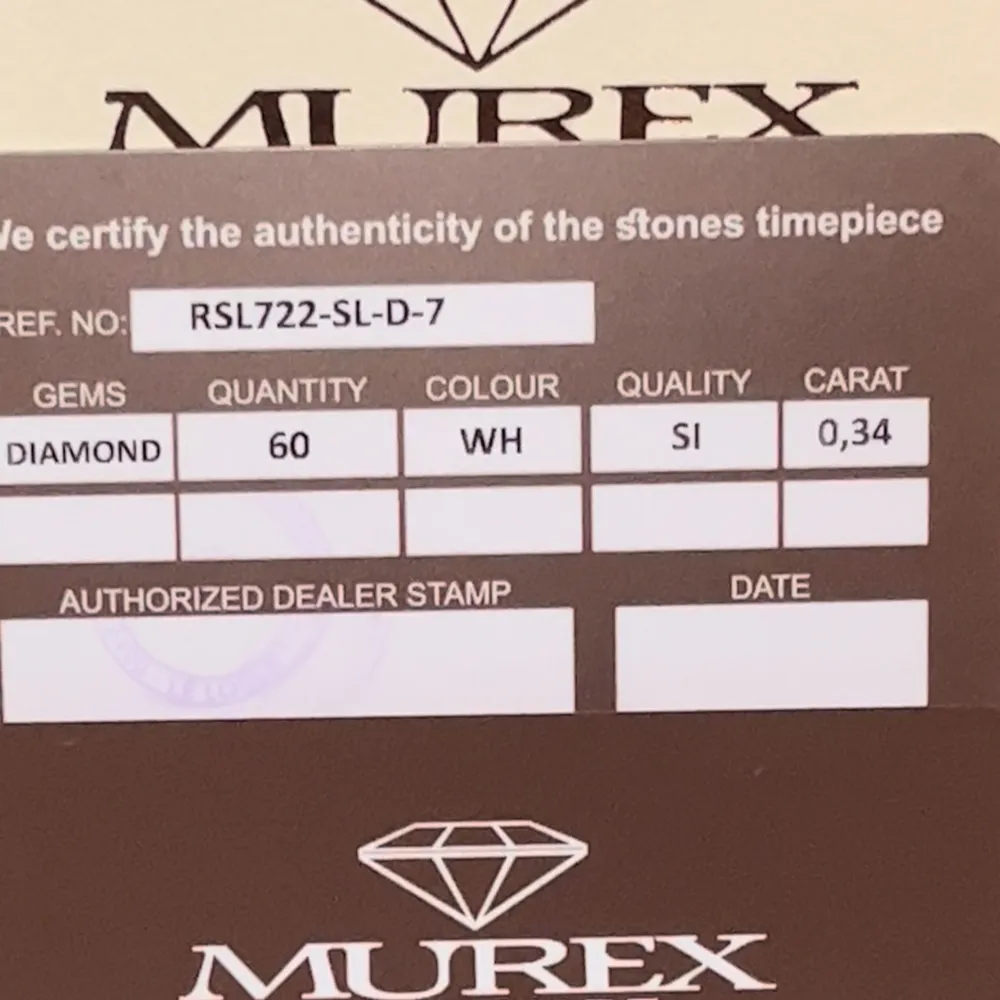 MUREX
We certify the authenticity of the stones timepiece
REF. NO: RSL722-SL-D-7
GEMS QUANTITY COLOUR QUALITY CARAT
DIAMOND 60 WH SI 0,34
AUTHORIZED DEALER STAMP DATE
MUREX